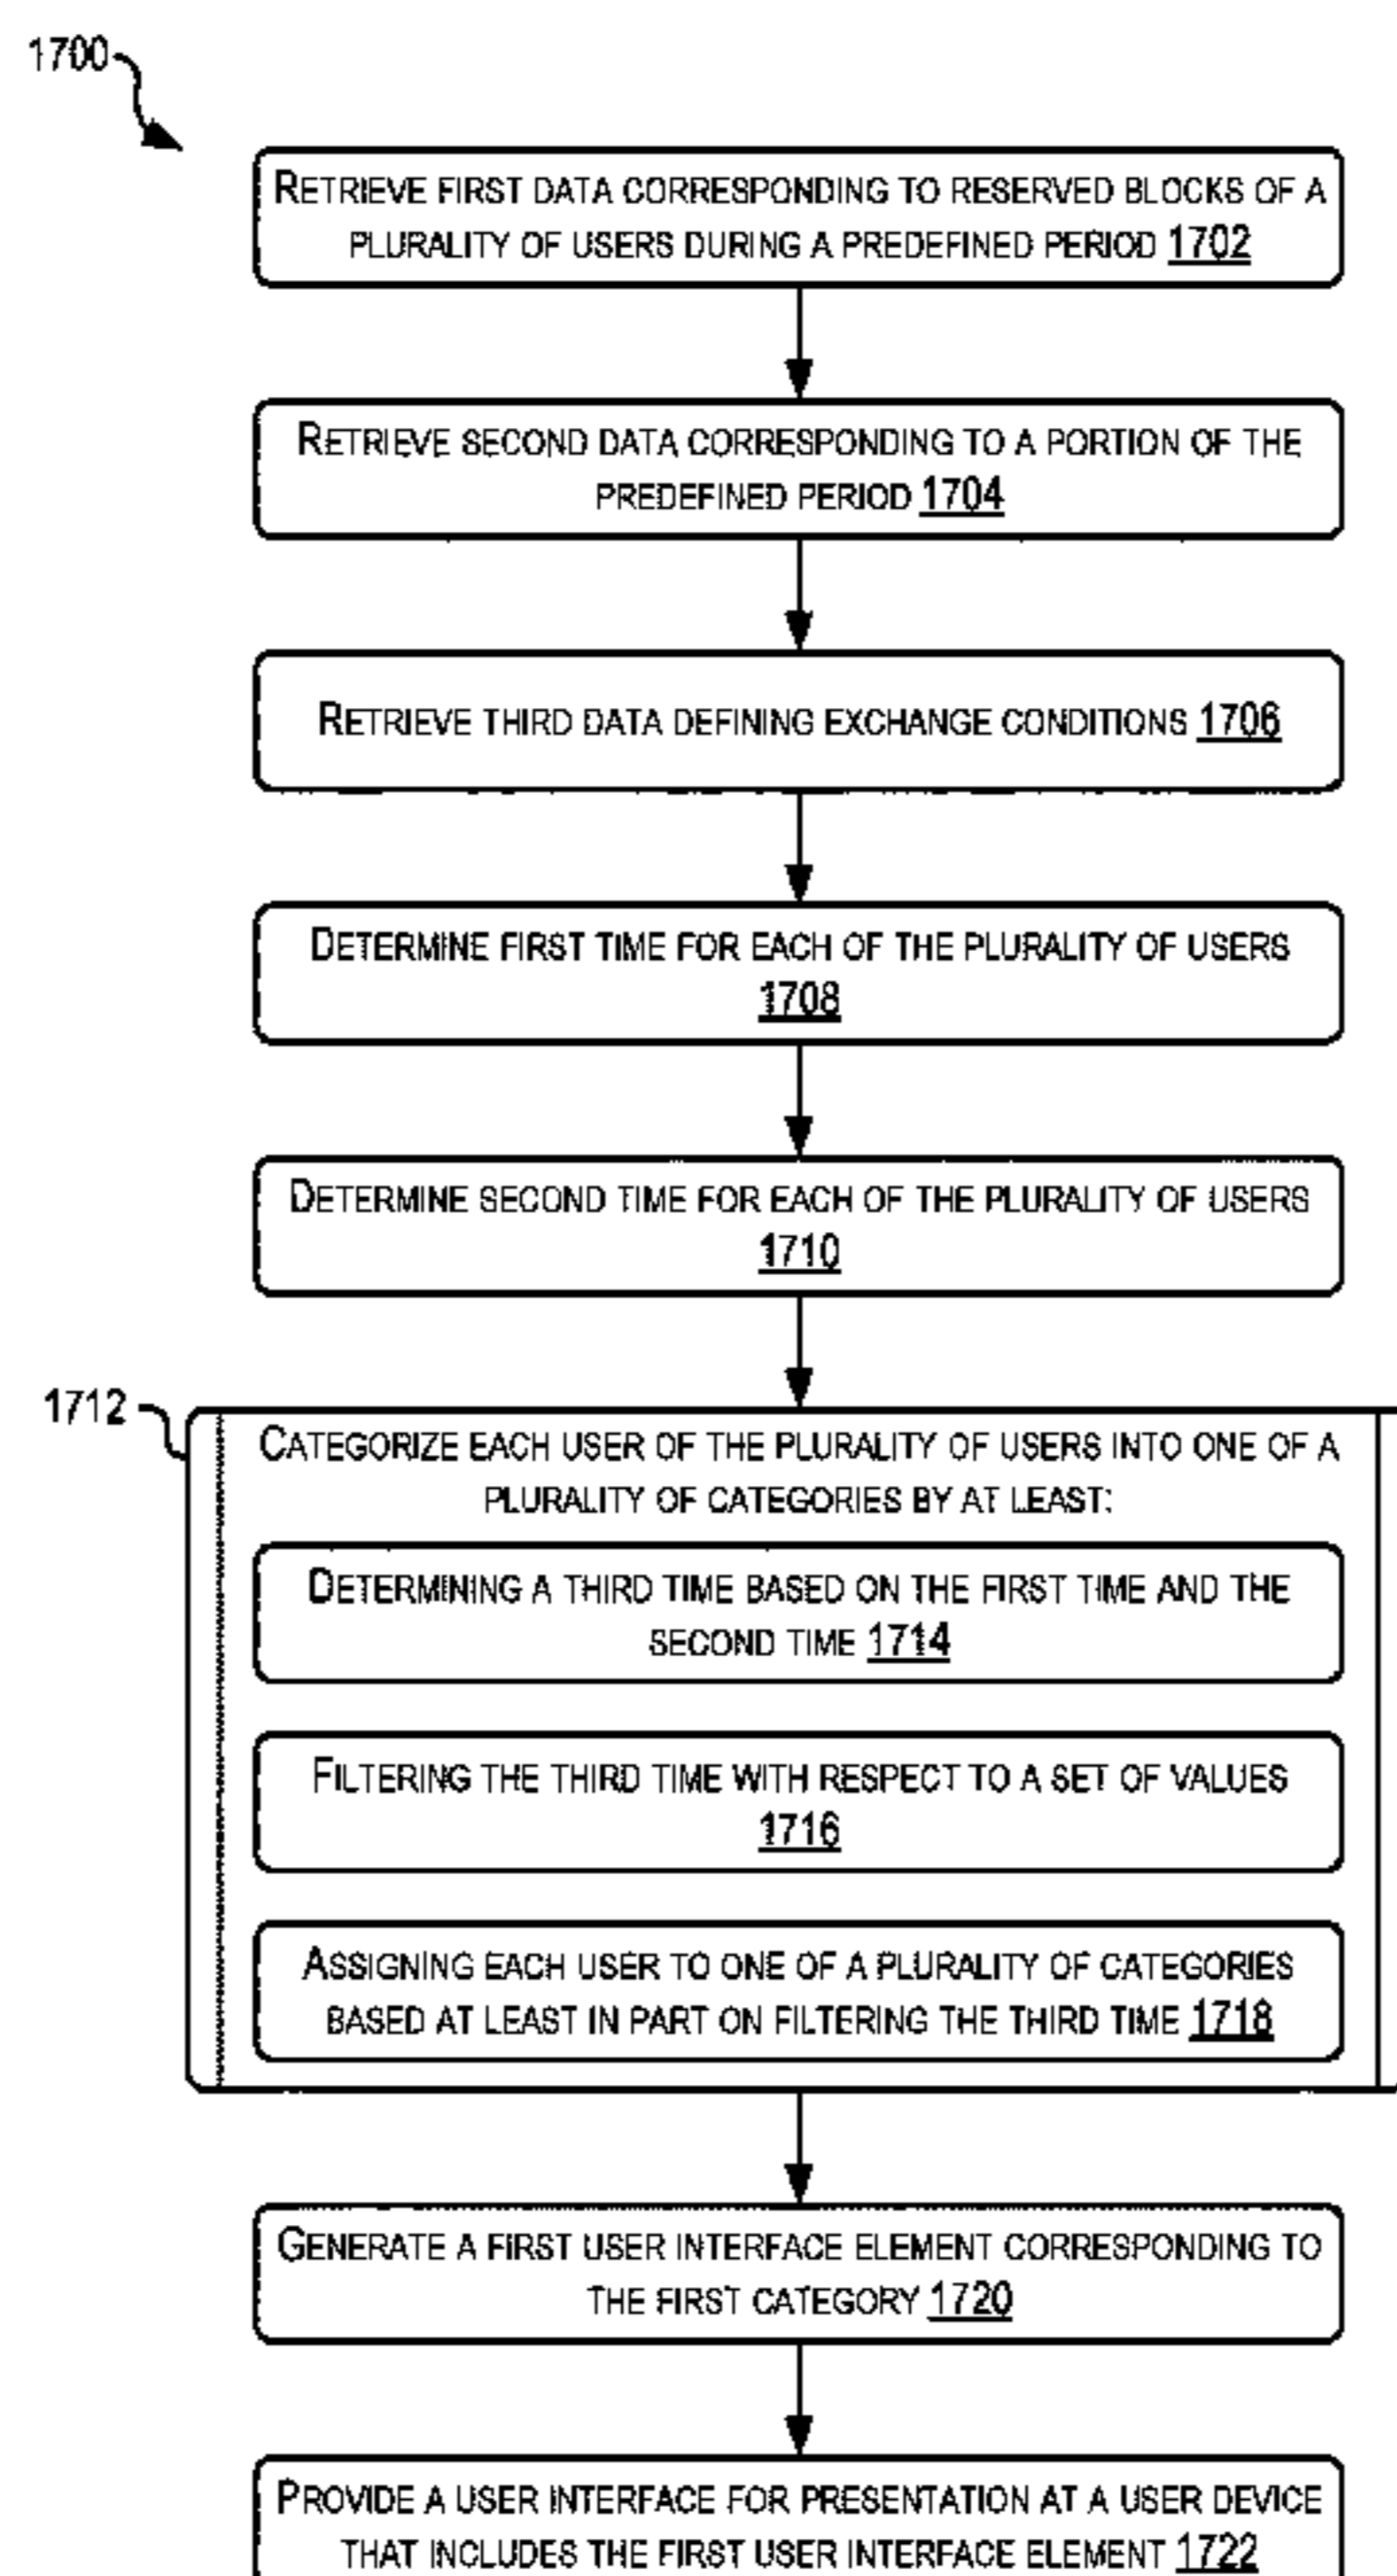 1700
RETRIEVE FIRST DATA CORRESPONDING TO RESERVED BLOCKS OF A
PLURALITY OF USERS DURING A PREDEFINED PERIOD 1702
RETRIEVE SECOND DATA CORRESPONDING TO A PORTION OF THE
PREDEFINED PERIOD 1704
RETRIEVE THIRD DATA DEFINING EXCHANGE CONDITIONS 1706
DETERMINE FIRST TIME FOR EACH OF THE PLURALITY OF USERS
1708
DETERMINE SECOND TIME FOR EACH OF THE PLURALITY OF USERS
1710
1712
CATEGORIZE EACH USER OF THE PLURALITY OF USERS INTO ONE OF A
PLURALITY OF CATEGORIES BY AT LEAST:
DETERMINING A THIRD TIME BASED ON THE FIRST TIME AND THE
SECOND TIME 1714
FILTERING THE THIRD TIME WITH RESPECT TO A SET OF VALUES
1716
ASSIGNING EACH USER TO ONE OF A PLURALITY OF CATEGORIES
BASED AT LEAST IN PART ON FILTERING THE THIRD TIME 1718
GENERATE A FIRST USER INTERFACE ELEMENT CORRESPONDING TO
THE FIRST CATEGORY 1720
PROVIDE A USER INTERFACE FOR PRESENTATION AT A USER DEVICE
THAT INCLUDES THE FIRST USER INTERFACE ELEMENT 1722